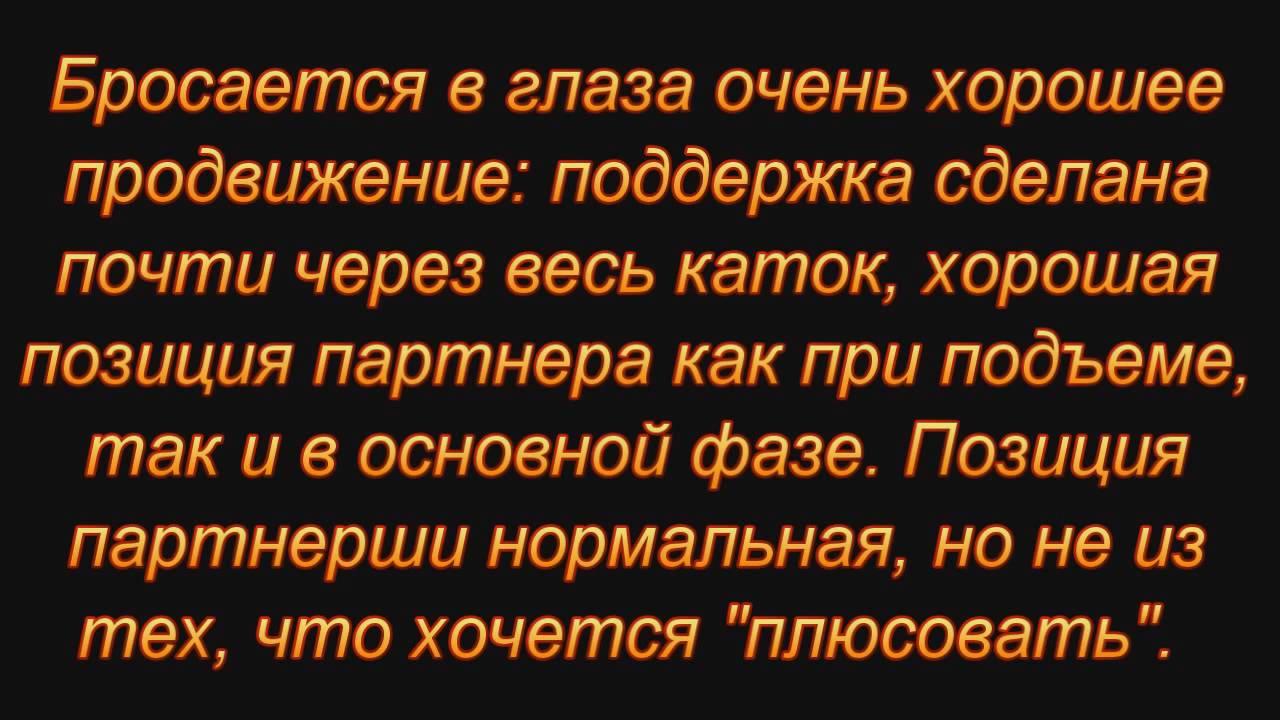 Бросается в глаза очень хорошее
продвижение: поддержка сделана
почти через весь каток, хорошая
позиция партнера как при подъеме,
так и в основной фазе. Позиция
партнерши нормальная, но не из
тех, что хочется "плюсовать".